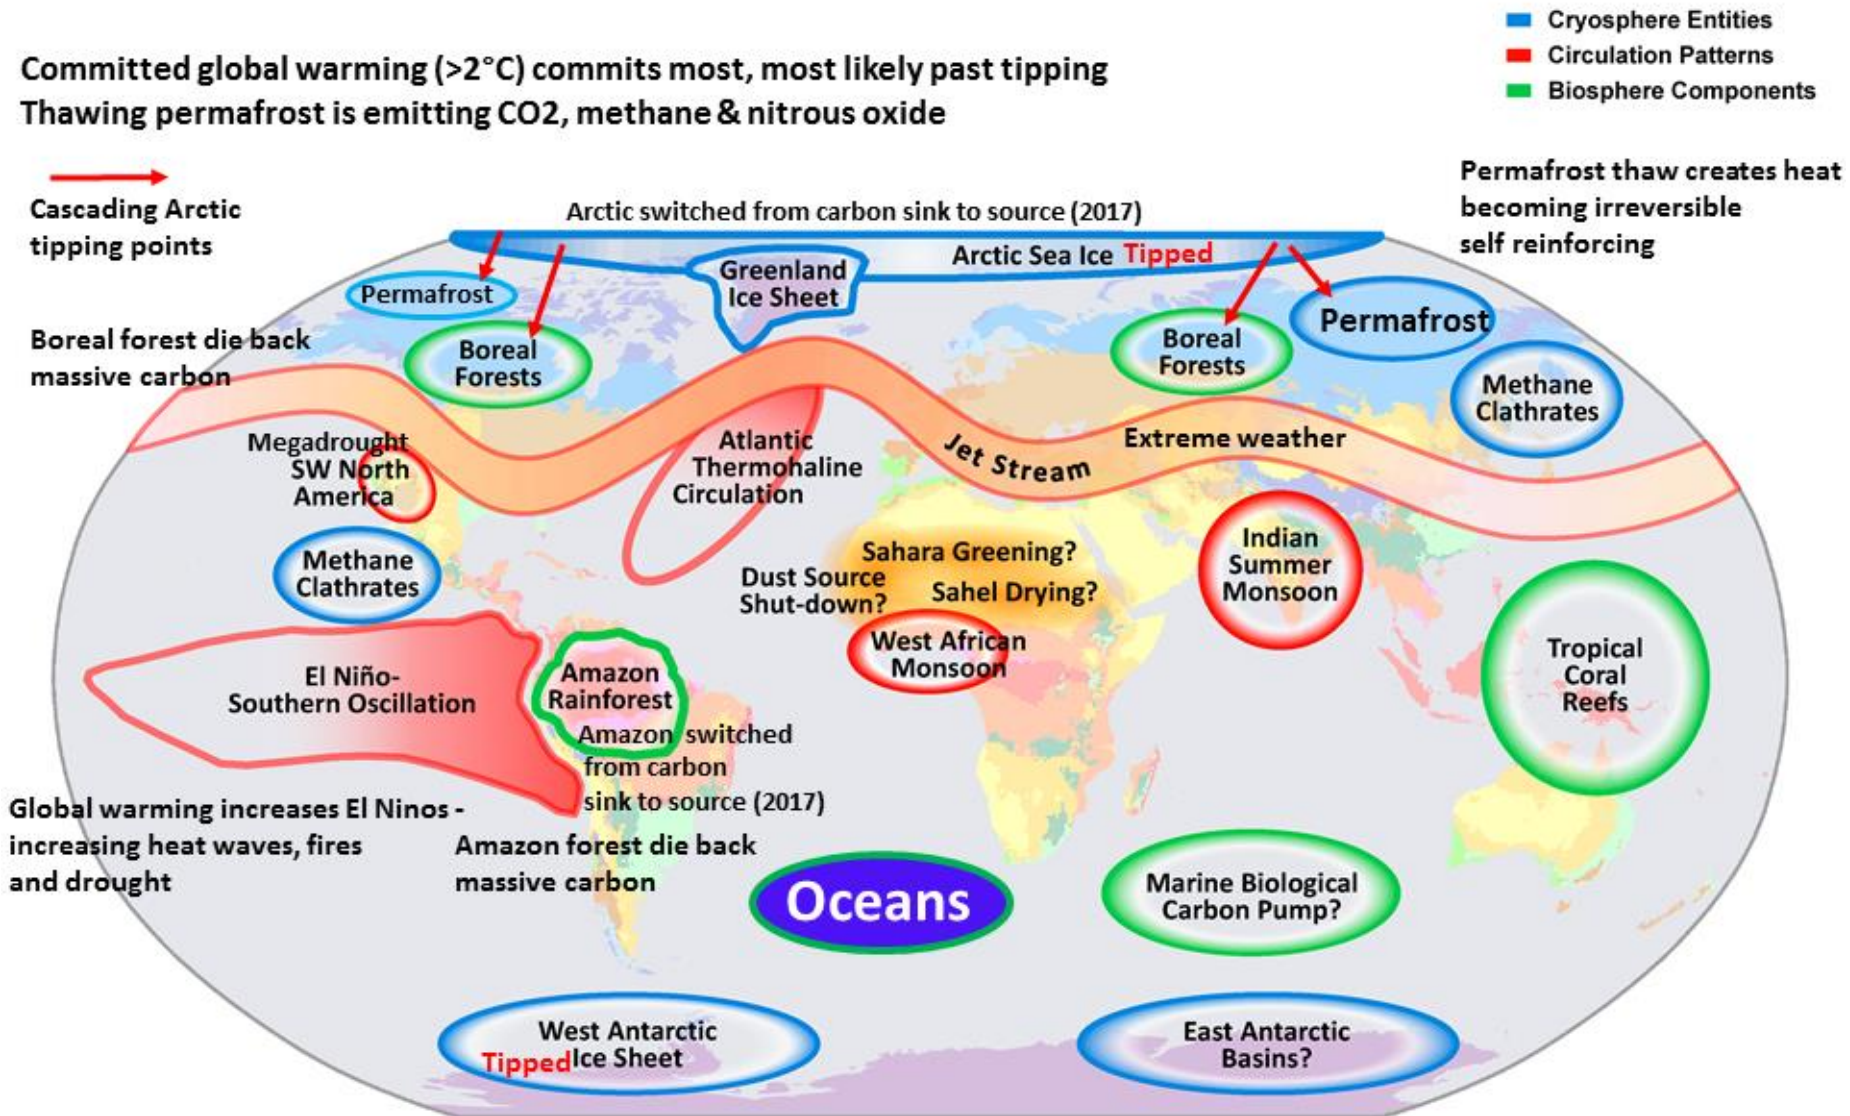 Cryosphere Entities
Circulation Patterns
Biosphere Components
Committed global warming (>2°C) commits most, most likely past tipping
Thawing permafrost is emitting CO2, methane & nitrous oxide
Cascading Arctic
tipping points
Arctic switched from carbon sink to source (2017)
Permafrost thaw creates heat
becoming irreversible
self reinforcing
Arctic Sea Ice Tipped
Greenland
Ice Sheet
Permafrost
Permafrost
Boreal forest die back
massive carbon
Boreal
Forests
Boreal
Forests
Methane
Clathrates
Megadrought
SW North
America
Atlantic
Thermohaline
Circulation
Jet Stream
Extreme weather
Methane
Clathrates
Sahara Greening?
Dust Source
Shut-down?
Sahel Drying?
Indian
Summer
Monsoon
West African
Monsoon
El Niño-
Southern Oscillation
Amazon
Rainforest
Amazon switched
from carbon
sink to source (2017)
Tropical
Coral
Reefs
Global warming increases El Ninos -
increasing heat waves, fires
and drought
Amazon forest die back
massive carbon
Oceans
Marine Biological
Carbon Pump?
West Antarctic
Tipped Ice Sheet
East Antarctic
Basins?